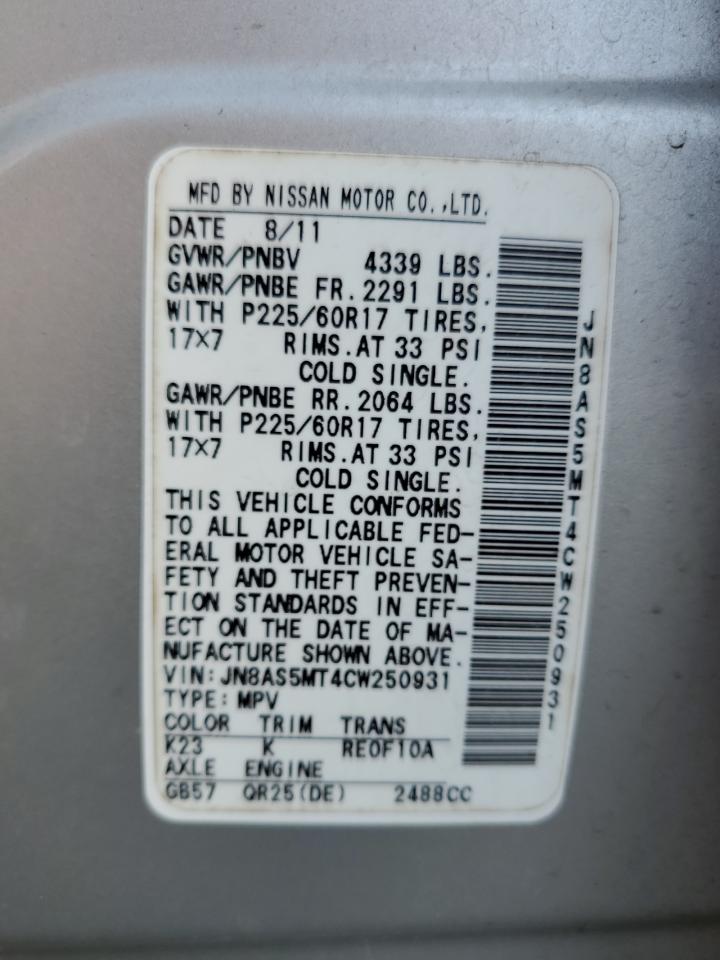 MFD BY NISSAN MOTOR CO.,LTD.
DATE 8/11
GVWR/PNBV 4339 LBS.
GAWR/PNBE FR.2291 LBS.
WITH P225/60R17 TIRES,
17×7 RIMS.AT 33 PSI
COLD SINGLE.
GAWR/PNBE RR.2064 LBS.
WITH P225/60R17 TIRES,
17×7 RIMS.AT 33 PSI
COLD SINGLE.
THIS VEHICLE CONFORMS
TO ALL APPLICABLE FED-
ERAL MOTOR VEHICLE SA-
FETY AND THEFT PREVEN-
TION STANDARDS IN EFF-
ECT ON THE DATE OF MA-
NUFACTURE SHOWN ABOVE.
VIN:JN8AS5MT4CW250931
TYPE:MPV
COLOR TRIM TRANS
K23 K RE0F10A
AXLE ENGINE
GB57 QR25(DE) 2488CC
JN8AS5MT4CW250931